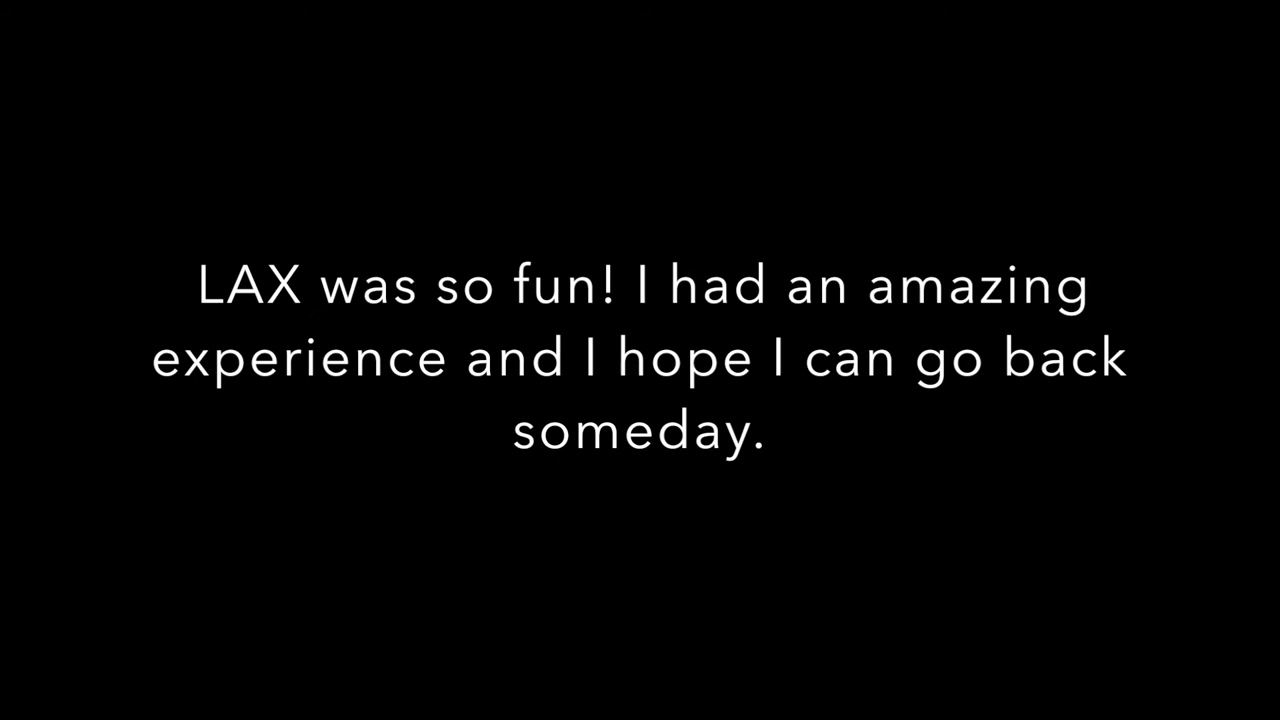 LAX was so fun! I had an amazing
experience and I hope I can go back
someday.